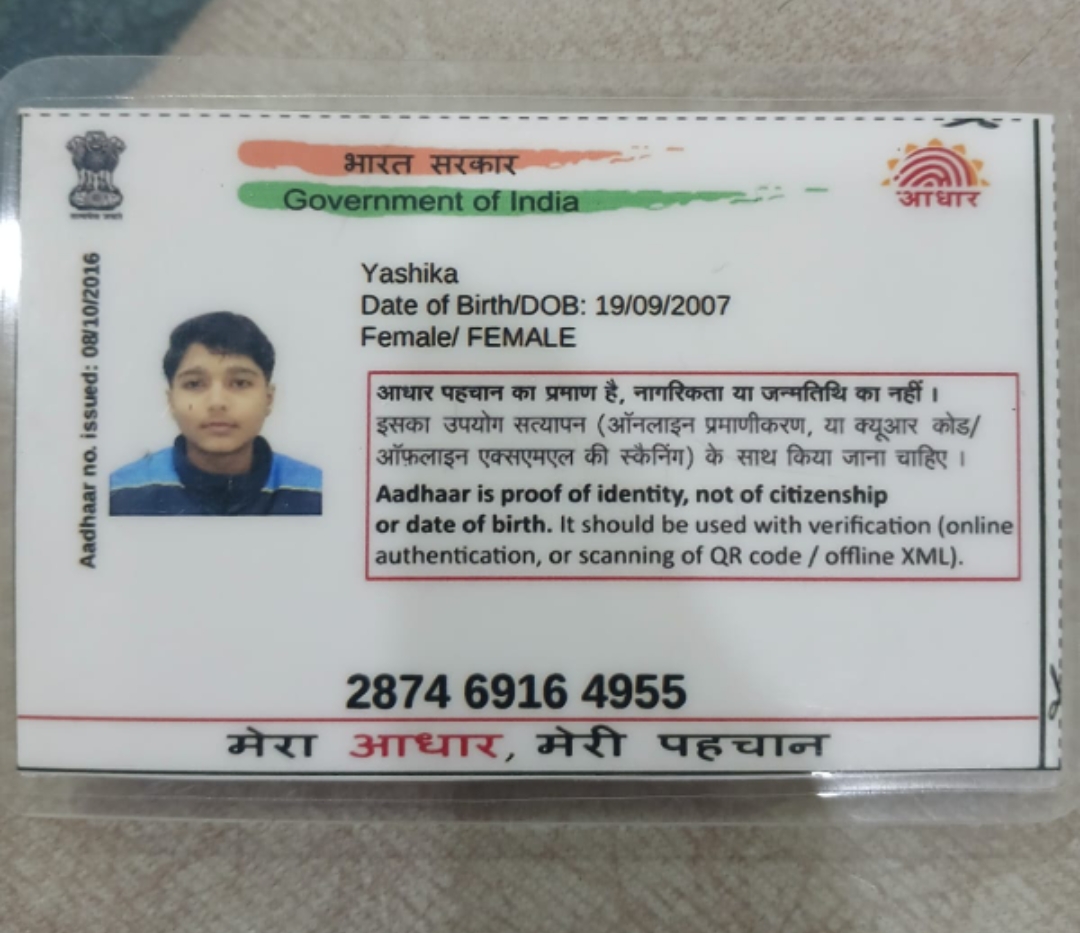 भारत सरकार
Government of India
आधार
Aadhaar no. issued: 08/10/2016
Yashika
Date of Birth/DOB: 19/09/2007
Female/ FEMALE
आधार पहचान का प्रमाण है, नागरिकता या जन्मतिथि का नहीं ।
इसका उपयोग सत्यापन (ऑनलाइन प्रमाणीकरण, या क्यूआर कोड/
ऑफ़लाइन एक्सएमएल की स्कैनिंग) के साथ किया जाना चाहिए ।
Aadhaar is proof of identity, not of citizenship
or date of birth. It should be used with verification (online
authentication, or scanning of QR code / offline XML).
2874 6916 4955
मेरा आधार, मेरी पहचान